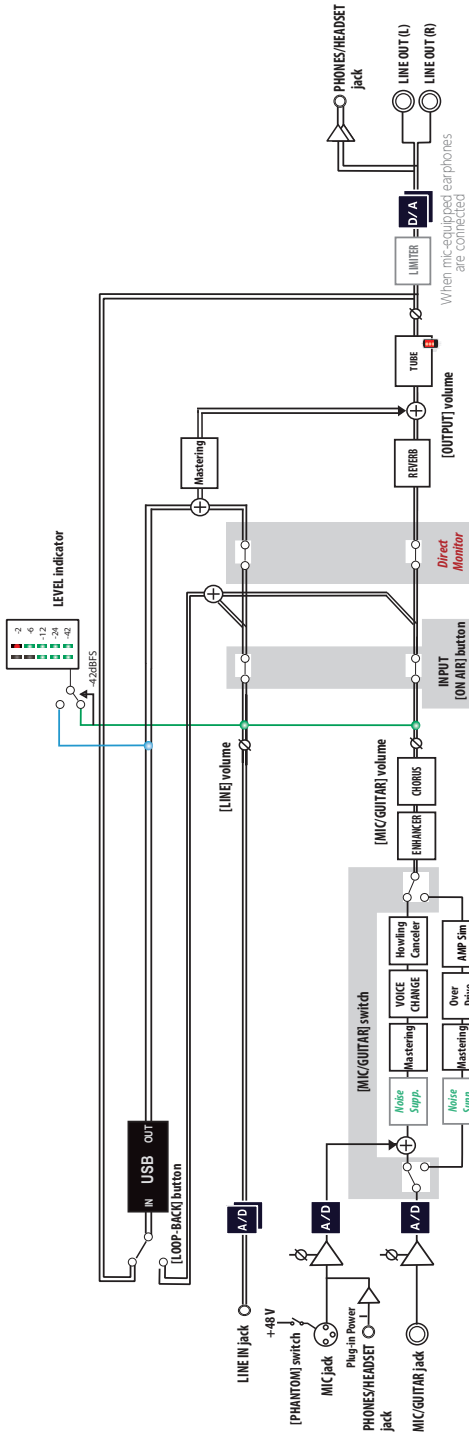 LEVEL indicator
-2
-6
-12
-24
-42
-42dBFS
IN USB OUT
[LOOP-BACK] button
Mastering
PHONES/HEADSET
jack
LINE OUT (L)
LINE OUT (R)
LINE IN jack
A/D
[LINE] volume
+48 V
[PHANTOM] switch
MIC jack
A/D
Plug-in Power
PHONES/HEADSET
jack
MIC/GUITAR jack
A/D
[MIC/GUITAR] switch
Noise
Supp.
Mastering
VOICE
CHANGE
Howling
Canceler
Noise
Supp.
Mastering
Over
Drive
AMP Sim
ENHANCER
CHORUS
[MIC/GUITAR] volume
INPUT
[ON AIR] button
Direct
Monitor
REVERB
TUBE
[OUTPUT] volume
LIMITER
D/A
When mic-equipped earphones
are connected